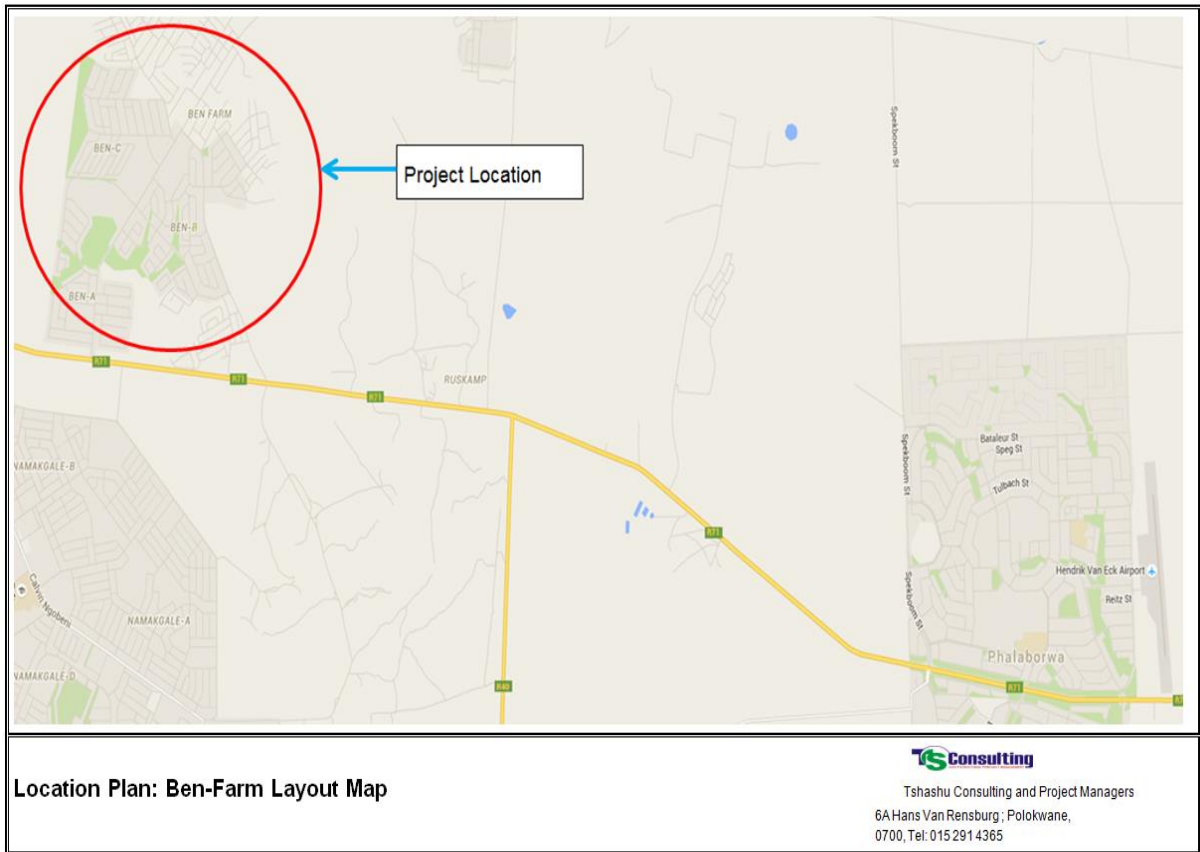 BEN FARM
BEN-C
BEN-B
BEN-A
Project Location
Spekboom St
R71
R71
R71
RUSKAMP
NAMAKGALE-B
Calvin Ngobeni
NAMAKGALE-A
NAMAKGALE-D
R40
R71
Spekboom St
Spekboom St
Bataleur St
Speg St
Tulbach St
Hendrik Van Eck Airport
Reitz St
Phalaborwa
R71
Location Plan: Ben-Farm Layout Map
TS Consulting
Tshashu Consulting and Project Managers
6A Hans Van Rensburg ; Polokwane,
0700, Tel: 015 291 4365